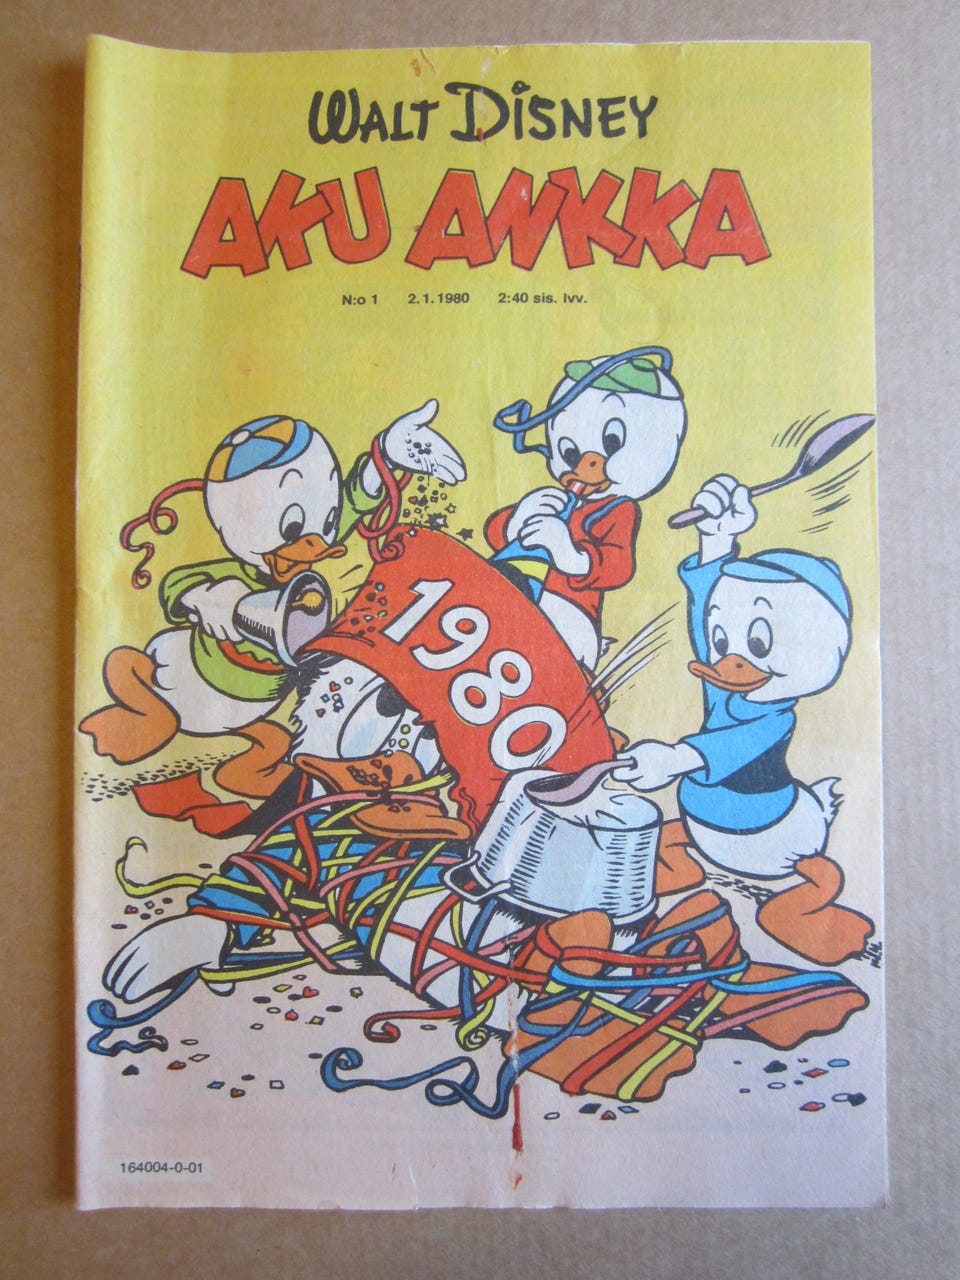 WALT DISNEY
AKU ANKKA
N:o 1 2.1.1980 2:40 sis. lvv.
1980
164004-0-01